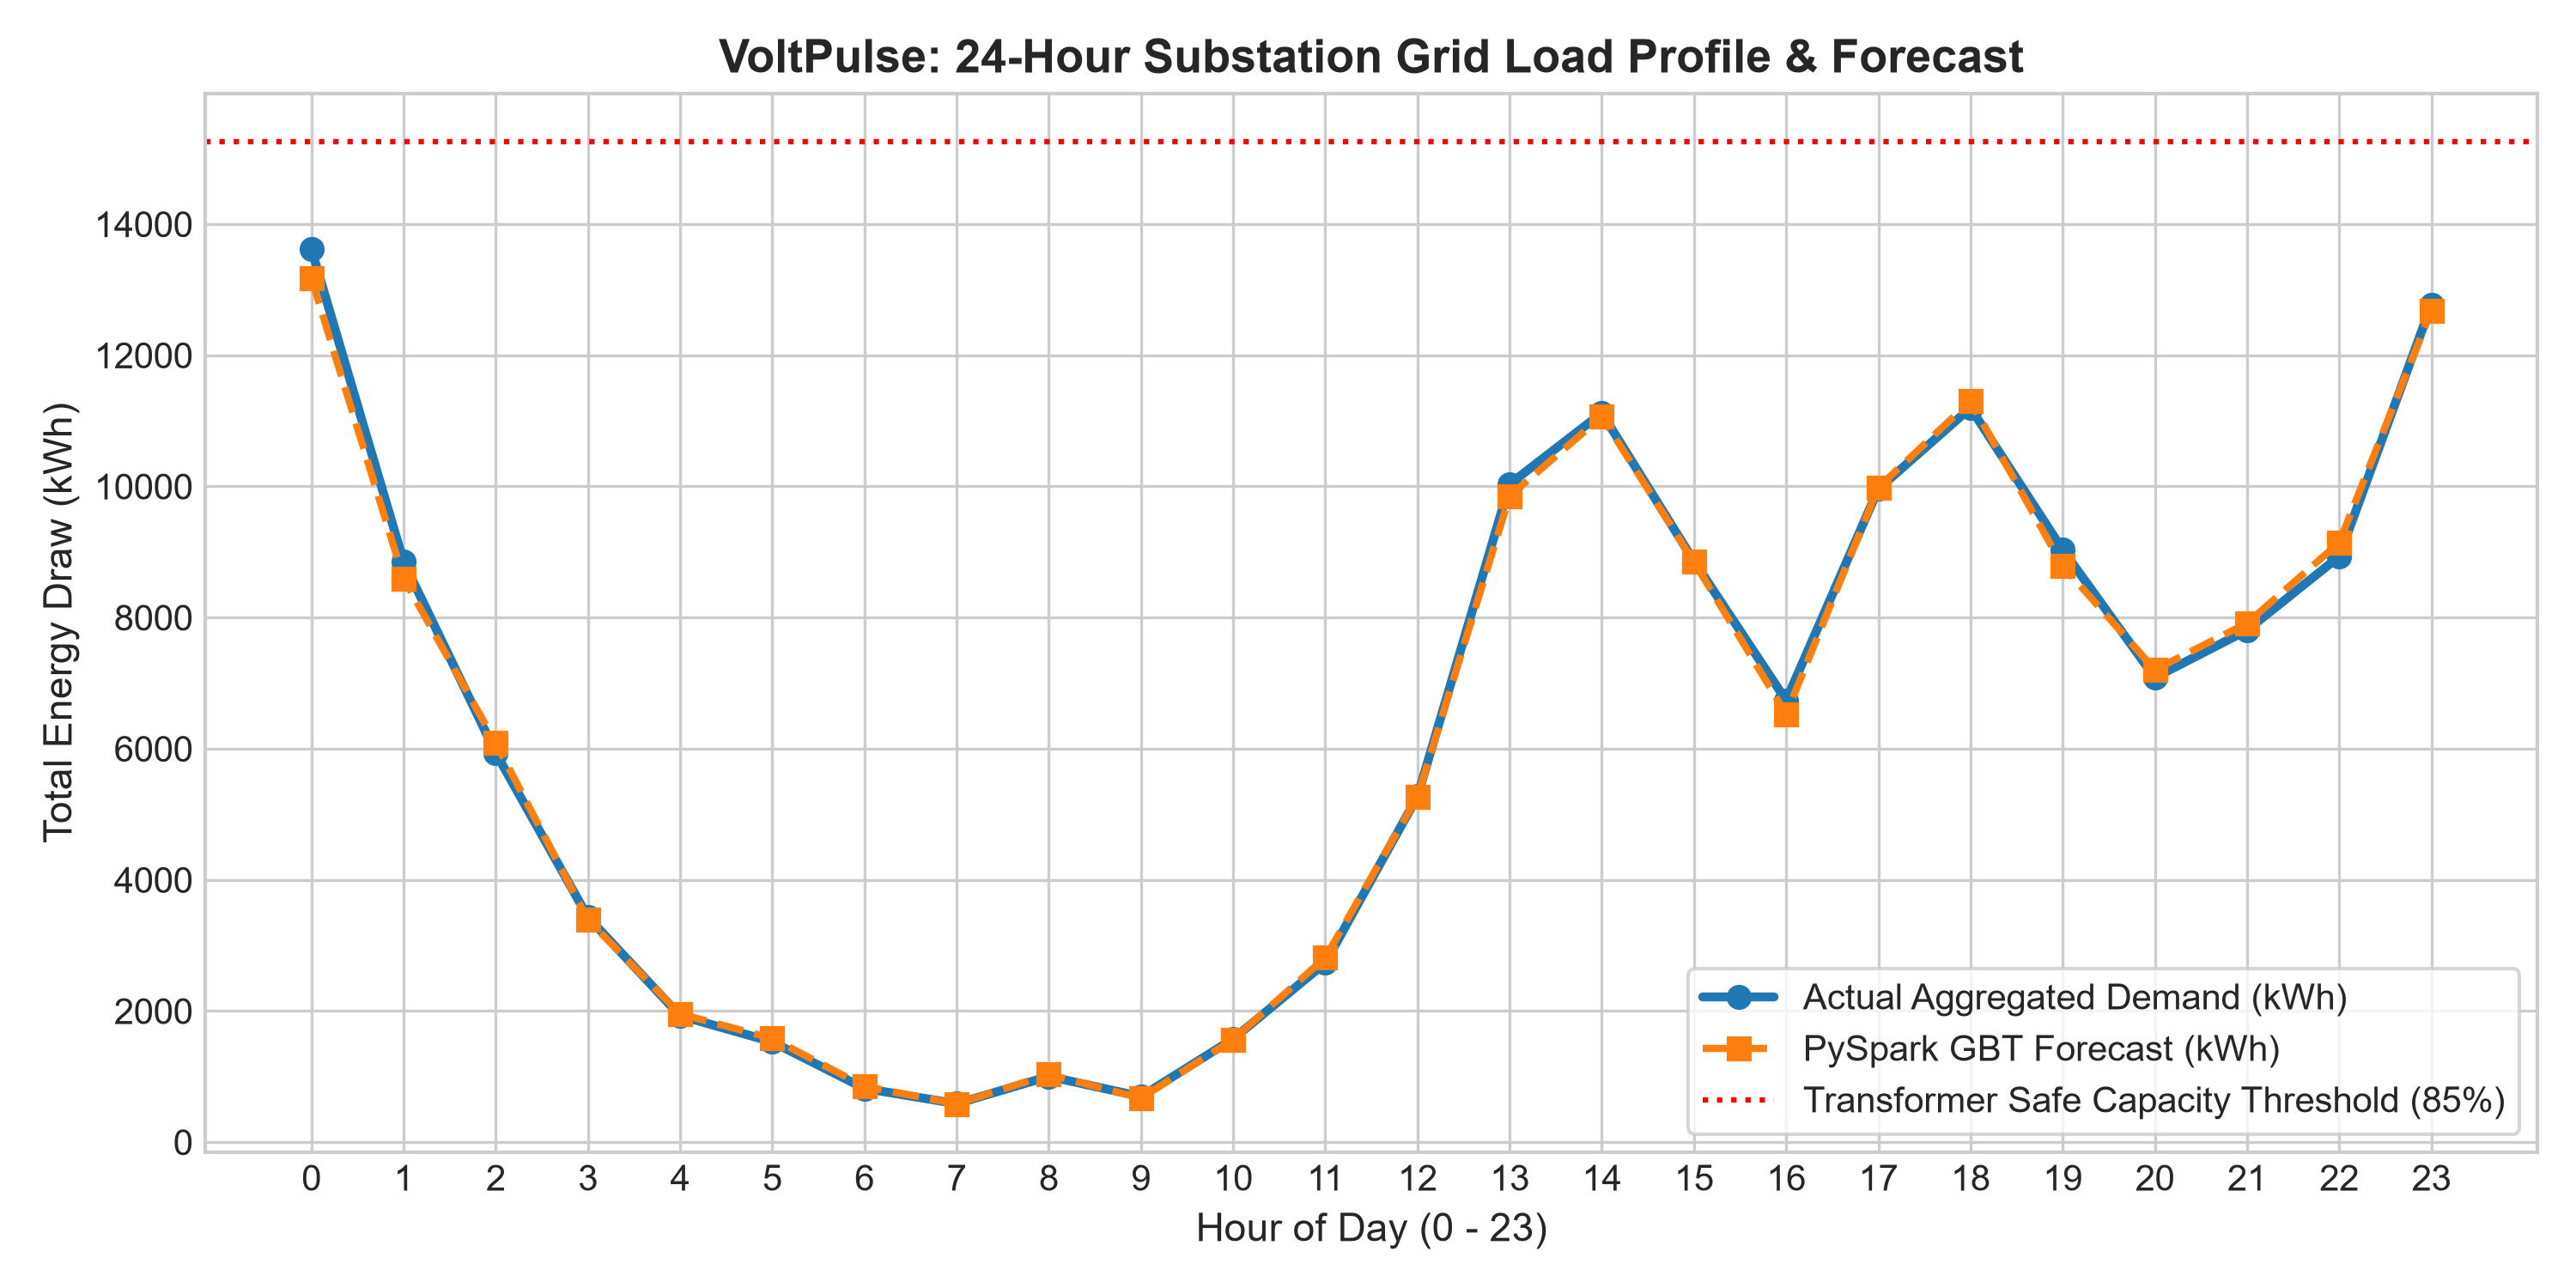 VoltPulse: 24-Hour Substation Grid Load Profile & Forecast
Total Energy Draw (kWh)
14000
12000
10000
8000
6000
4000
2000
0
Actual Aggregated Demand (kWh)
PySpark GBT Forecast (kWh)
Transformer Safe Capacity Threshold (85%)
0 1 2 3 4 5 6 7 8 9 10 11 12 13 14 15 16 17 18 19 20 21 22 23
Hour of Day (0 - 23)